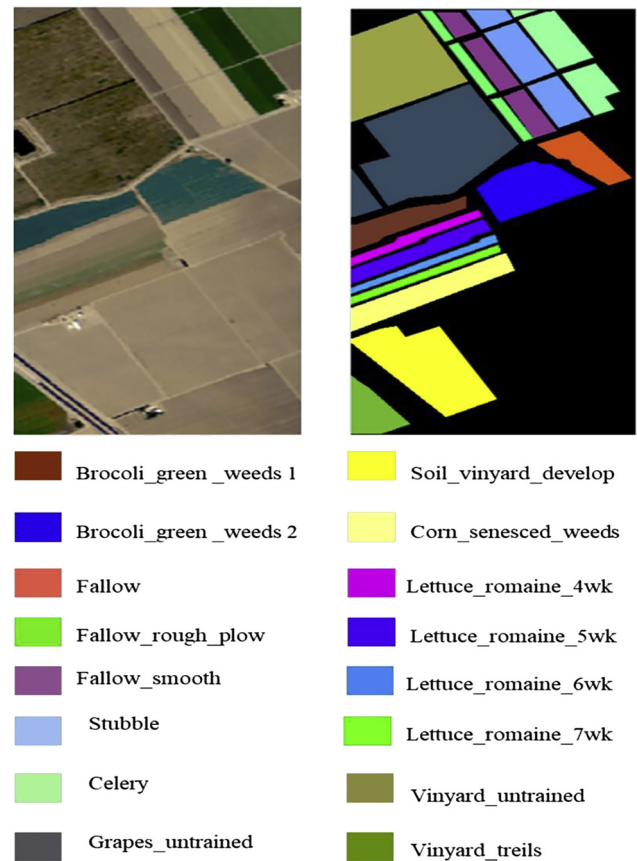 Brocoli_green _weeds 1
Soil_vinyard_develop
Brocoli_green _weeds 2
Corn_senesced_weeds
Fallow
Lettuce_romaine_4wk
Fallow_rough_plow
Lettuce_romaine_5wk
Fallow_smooth
Lettuce_romaine_6wk
Stubble
Lettuce_romaine_7wk
Celery
Vinyard_untrained
Grapes_untrained
Vinyard_treils